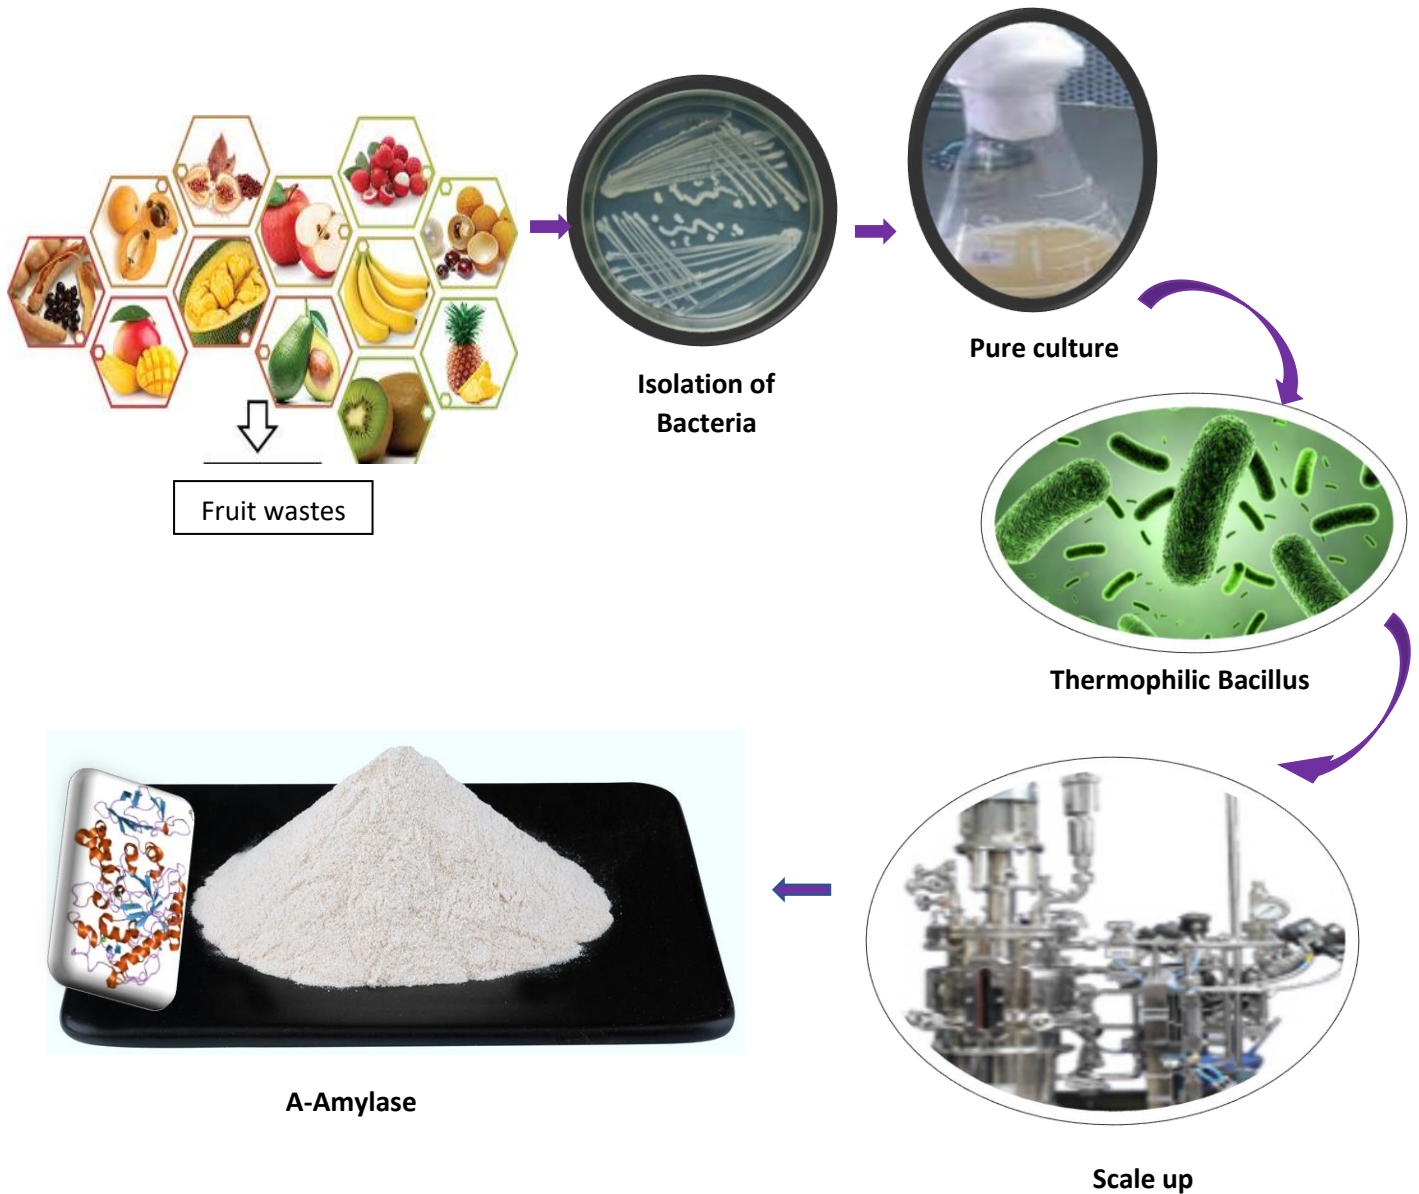 Fruit wastes
Isolation of
Bacteria
Pure culture
Thermophilic Bacillus
Scale up
A-Amylase